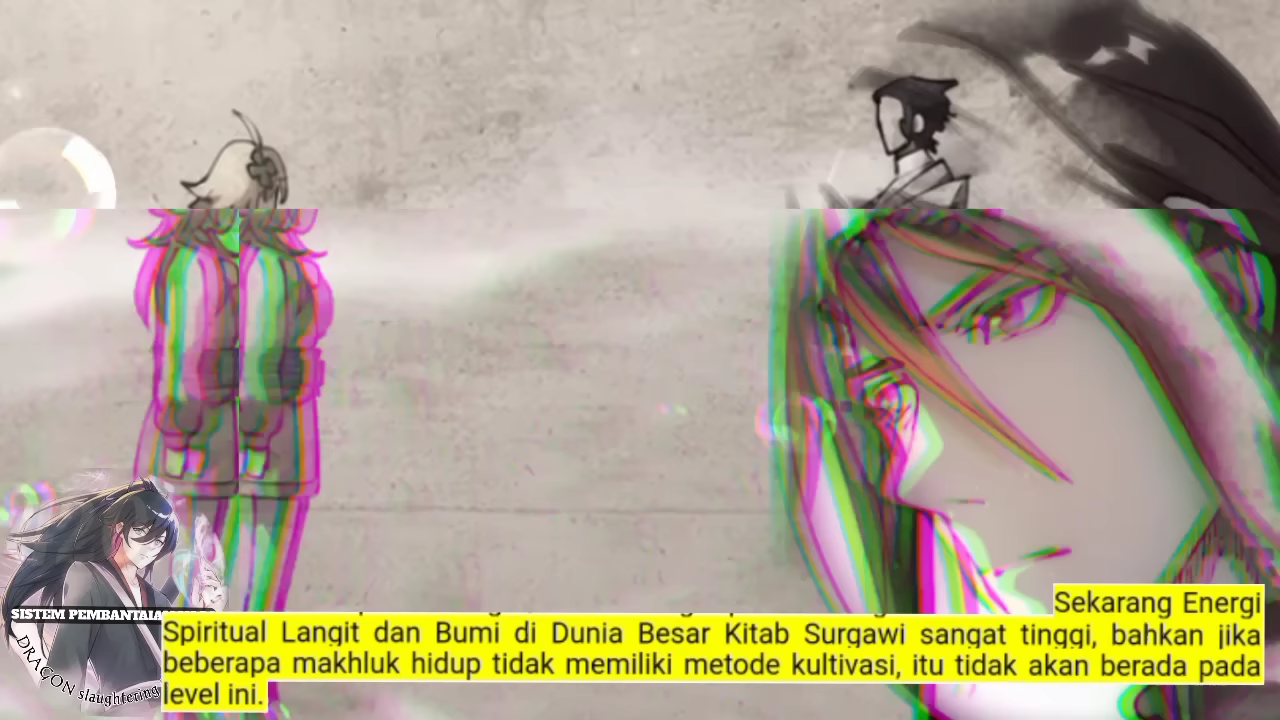 Sekarang Energi
Spiritual Langit dan Bumi di Dunia Besar Kitab Surgawi sangat tinggi, bahkan jika
beberapa makhluk hidup tidak memiliki metode kultivasi, itu tidak akan berada pada
level ini.
SISTEM
DRAGON slaughtering